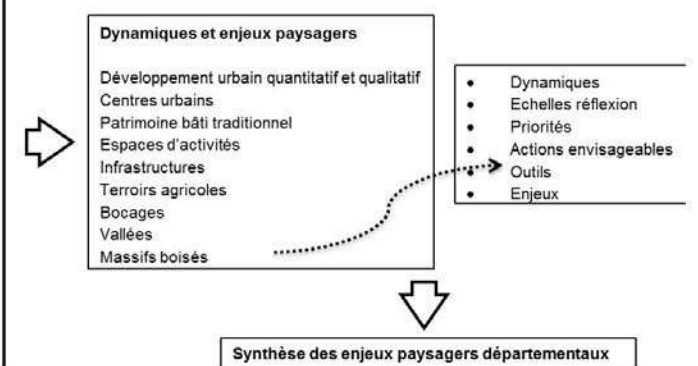 Dynamiques et enjeux paysagers
Développement urbain quantitatif et qualitatif
Centres urbains
Patrimoine bâti traditionnel
Espaces d'activités
Infrastructures
Terroirs agricoles
Bocages
Vallées
Massifs boisés
• Dynamiques
• Echelles réflexion
• Priorités
• Actions envisageables
• Outils
• Enjeux
Synthèse des enjeux paysagers départementaux